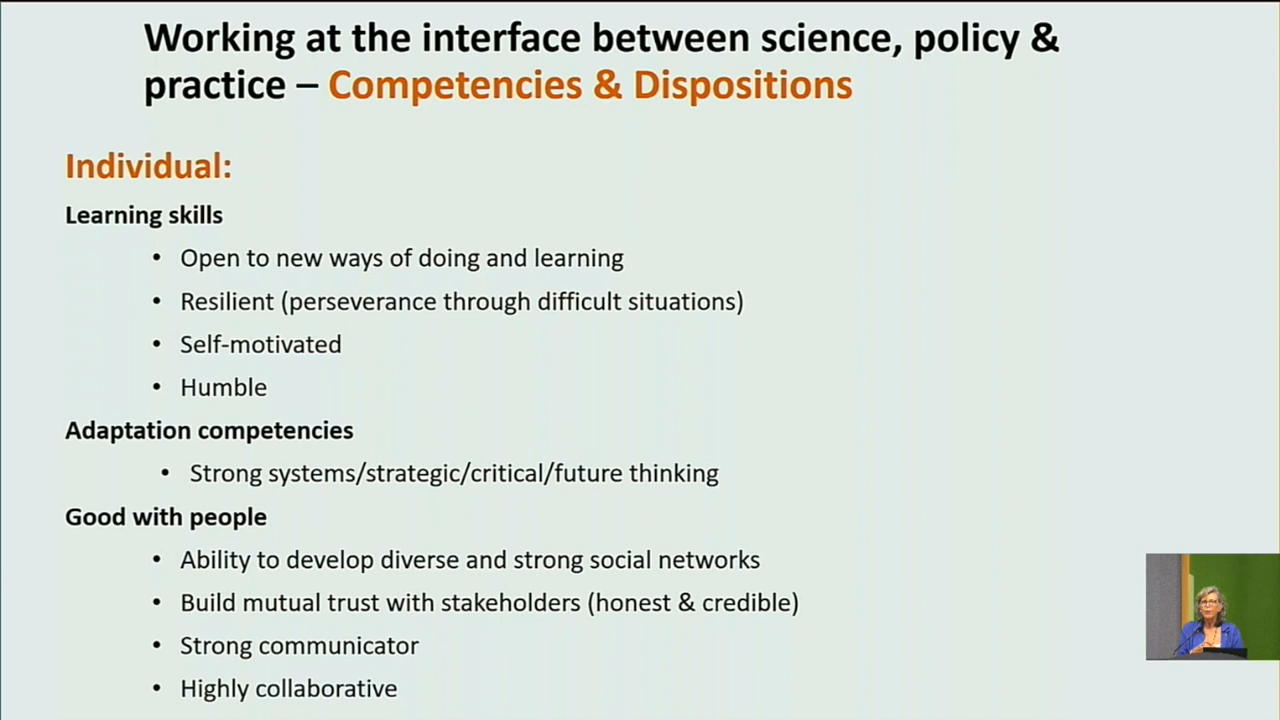 Working at the interface between science, policy &
practice – Competencies & Dispositions
Individual:
Learning skills
• Open to new ways of doing and learning
• Resilient (perseverance through difficult situations)
• Self-motivated
• Humble
Adaptation competencies
• Strong systems/strategic/critical/future thinking
Good with people
• Ability to develop diverse and strong social networks
• Build mutual trust with stakeholders (honest & credible)
• Strong communicator
• Highly collaborative